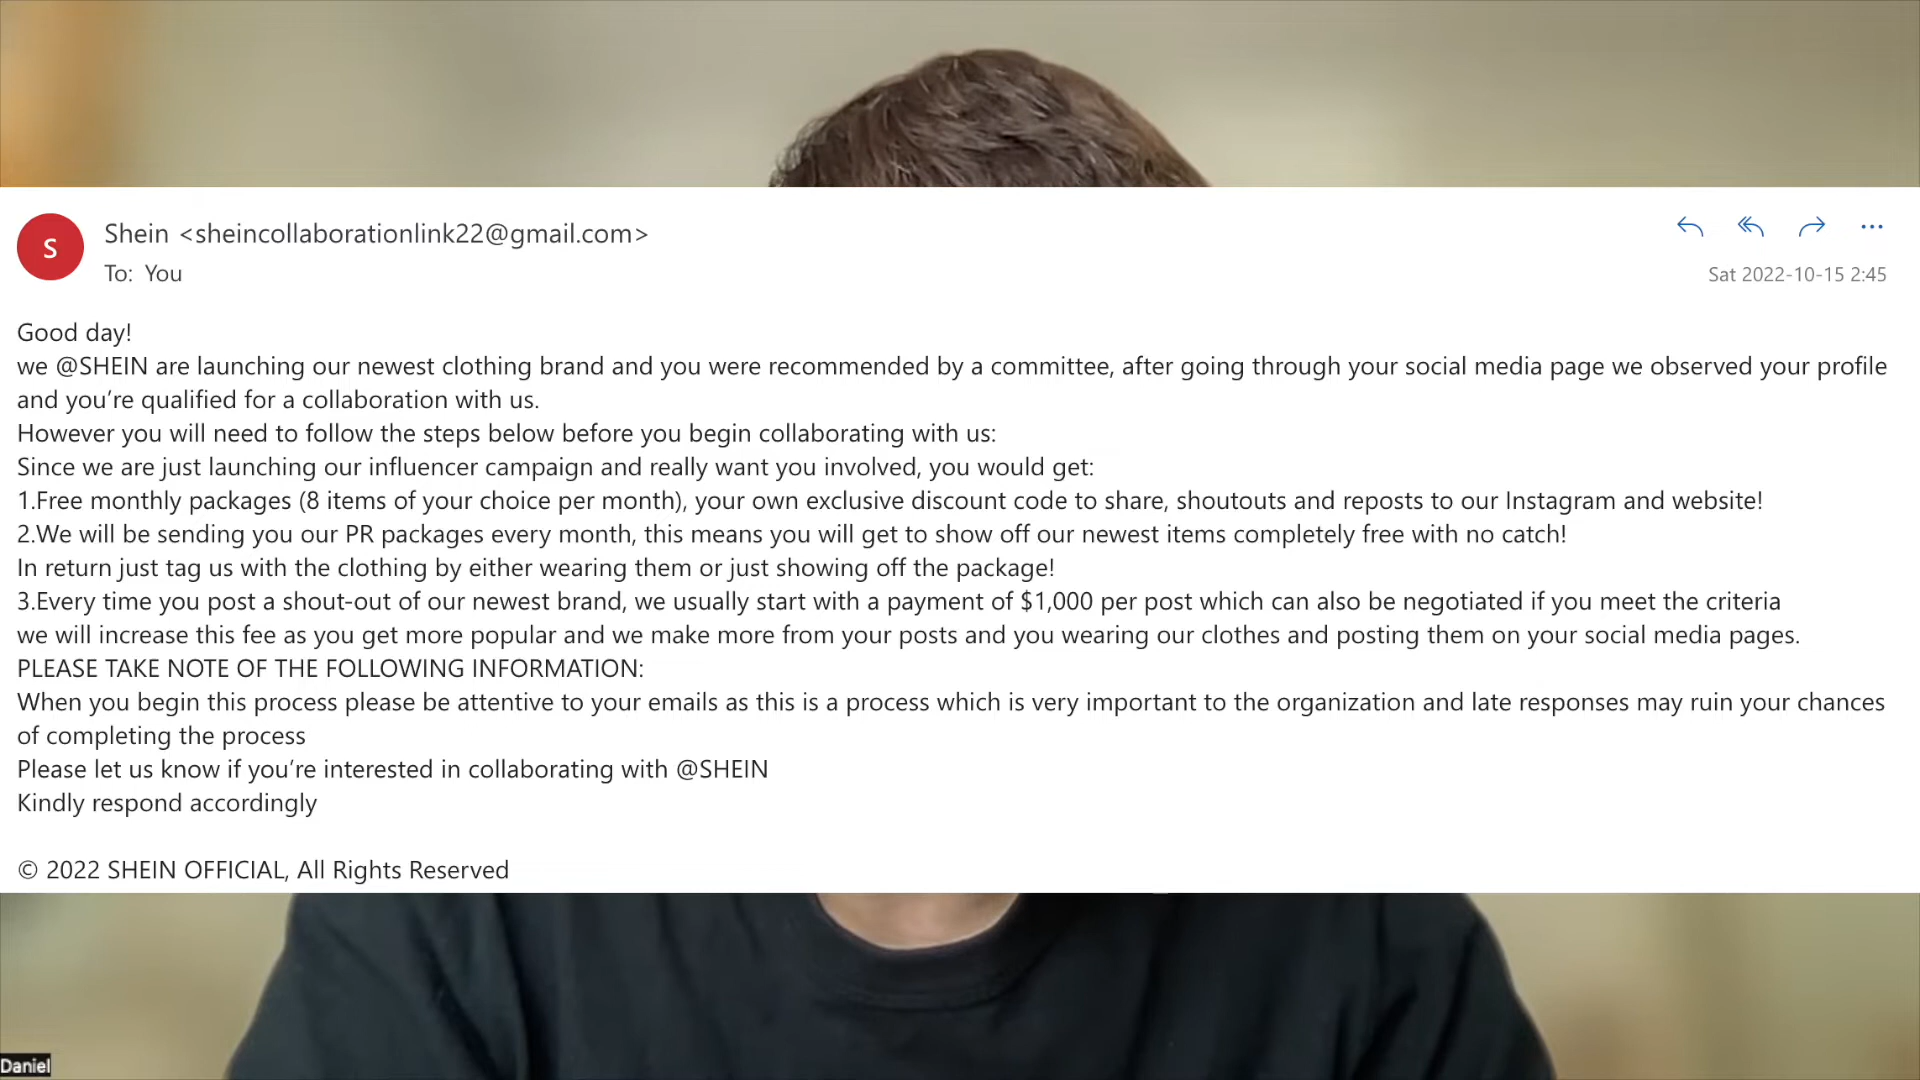 S
Shein <sheincollaborationlink22@gmail.com>
To: You
Sat 2022-10-15 2:45
Good day!
we @SHEIN are launching our newest clothing brand and you were recommended by a committee, after going through your social media page we observed your profile
and you’re qualified for a collaboration with us.
However you will need to follow the steps below before you begin collaborating with us:
Since we are just launching our influencer campaign and really want you involved, you would get:
1.Free monthly packages (8 items of your choice per month), your own exclusive discount code to share, shoutouts and reposts to our Instagram and website!
2.We will be sending you our PR packages every month, this means you will get to show off our newest items completely free with no catch!
In return just tag us with the clothing by either wearing them or just showing off the package!
3.Every time you post a shout-out of our newest brand, we usually start with a payment of $1,000 per post which can also be negotiated if you meet the criteria
we will increase this fee as you get more popular and we make more from your posts and you wearing our clothes and posting them on your social media pages.
PLEASE TAKE NOTE OF THE FOLLOWING INFORMATION:
When you begin this process please be attentive to your emails as this is a process which is very important to the organization and late responses may ruin your chances
of completing the process
Please let us know if you’re interested in collaborating with @SHEIN
Kindly respond accordingly
© 2022 SHEIN OFFICIAL, All Rights Reserved
Daniel